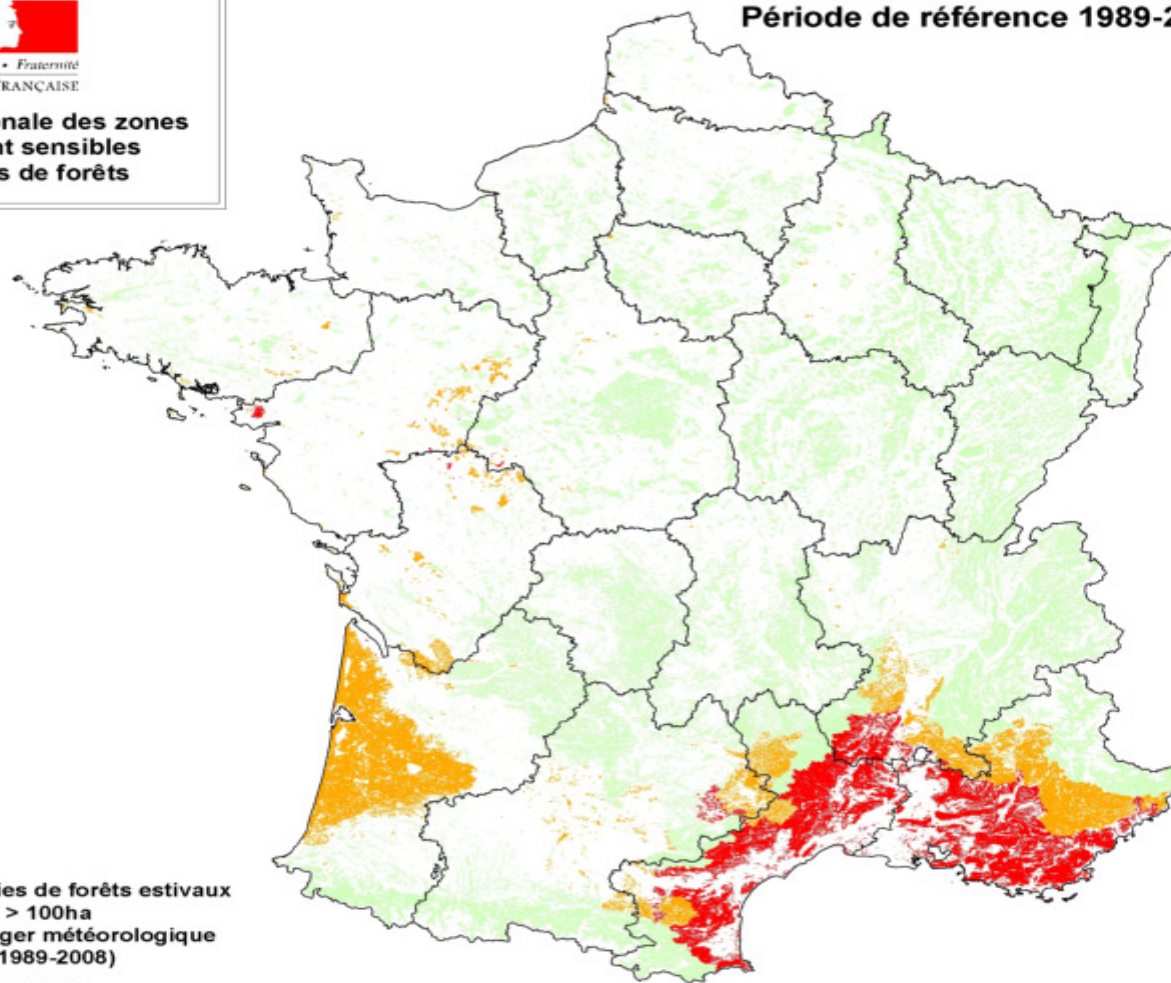 Période de référence 1989-2
• Fraternité
RANÇAISE
nale des zones
nt sensibles
s de forêts
ies de forêts estivaux
> 100ha
ger météorologique
1989-2008)